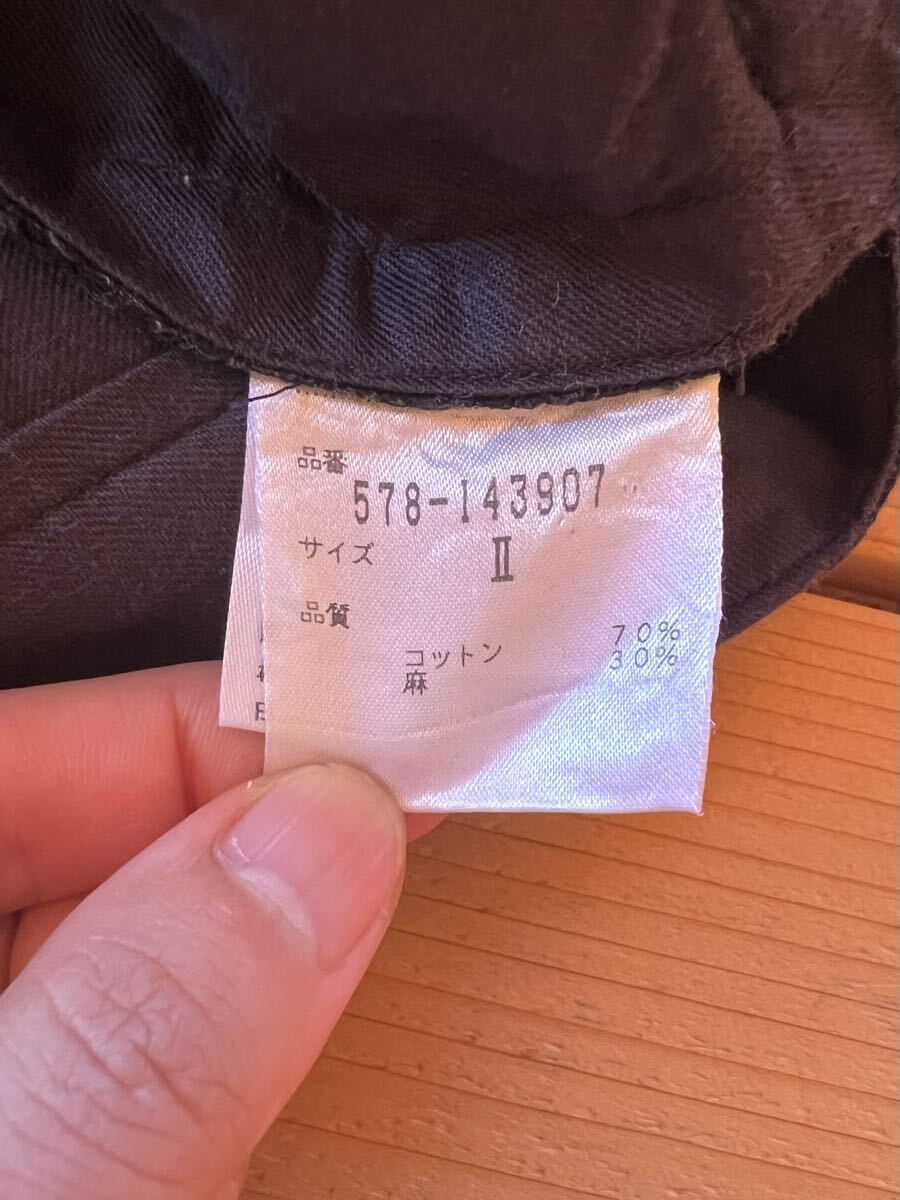 品番
578-143907
サイズ Ⅱ
品質
コットン 70%
麻 30%